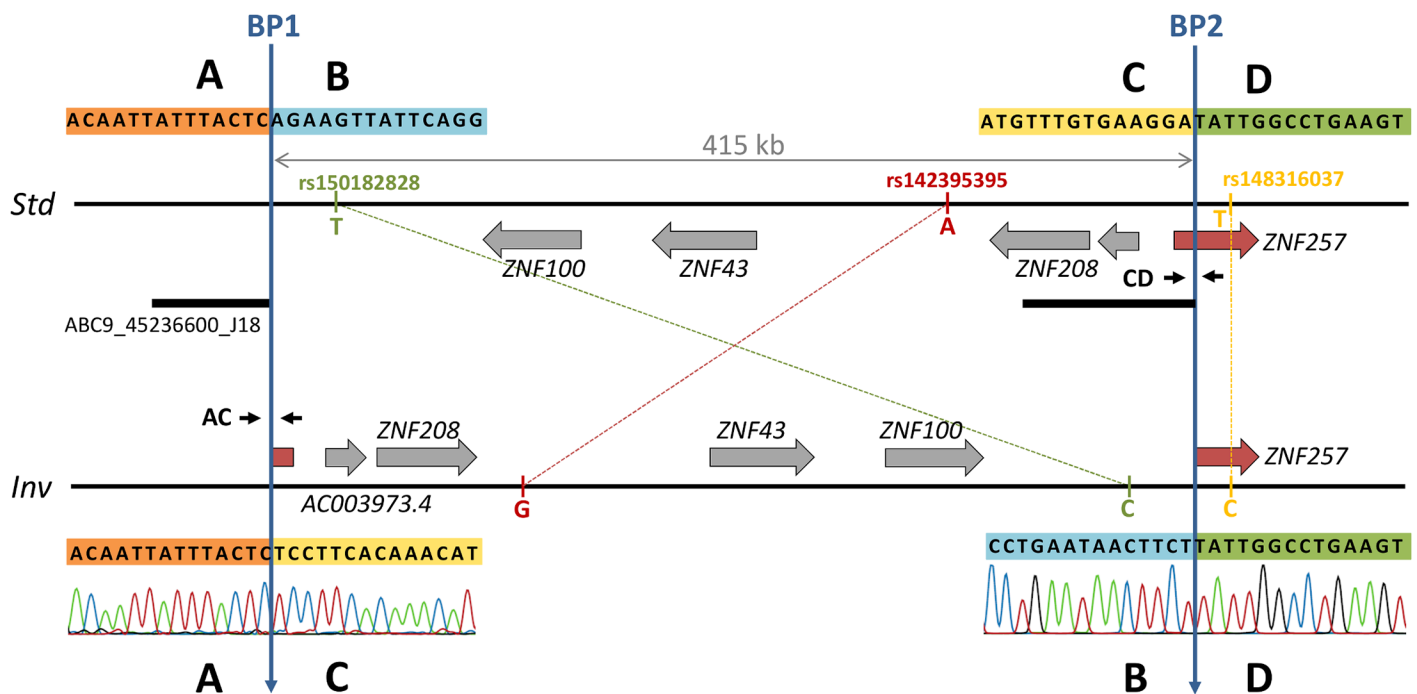 BP1 BP2
A B C D
ACAATTATTTACTCAGAAGTTATTCAGG ATGTTTGTGAAGGATATTGGCCTGAAGT
415 kb
rs150182828 rs142395395 rs148316037
Std
T A T
ZNF100 ZNF43 ZNF208 ZNF257
CD
ABC9_45236600_J18
AC
ZNF208 ZNF43 ZNF100
ZNF257
Inv
AC003973.4 G C C
ACAATTATTTACTCTCCTTCACAAACAT CCTGAATAACTTCTTATTGGCCTGAAGT
A C B D